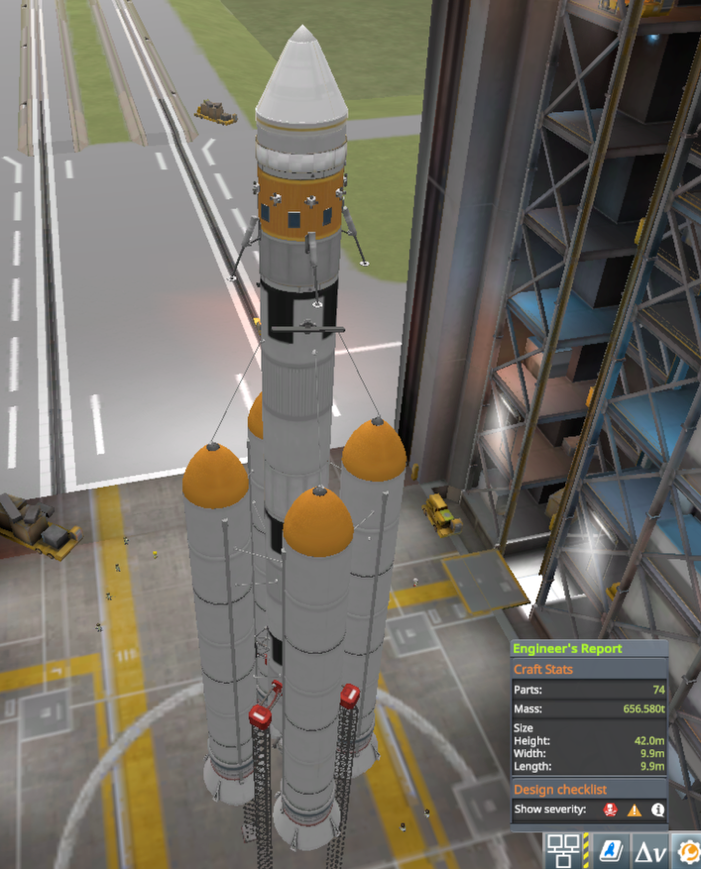 Engineer's Report
Craft Stats
Parts: 74
Mass: 656.580t
Size
Height: 42.0m
Width: 9.9m
Length: 9.9m
Design checklist
Show severity:
Δv